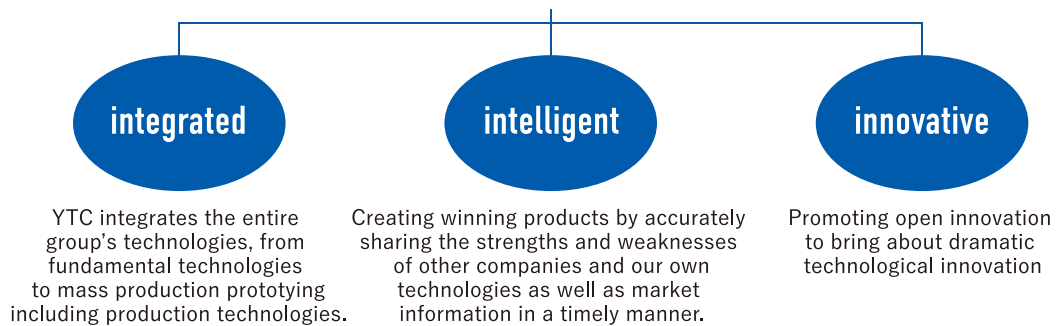 integrated
intelligent
innovative
YTC integrates the entire
group's technologies, from
fundamental technologies
to mass production prototying
including production technologies.
Creating winning products by accurately
sharing the strengths and weaknesses
of other companies and our own
technologies as well as market
information in a timely manner.
Promoting open innovation
to bring about dramatic
technological innovation